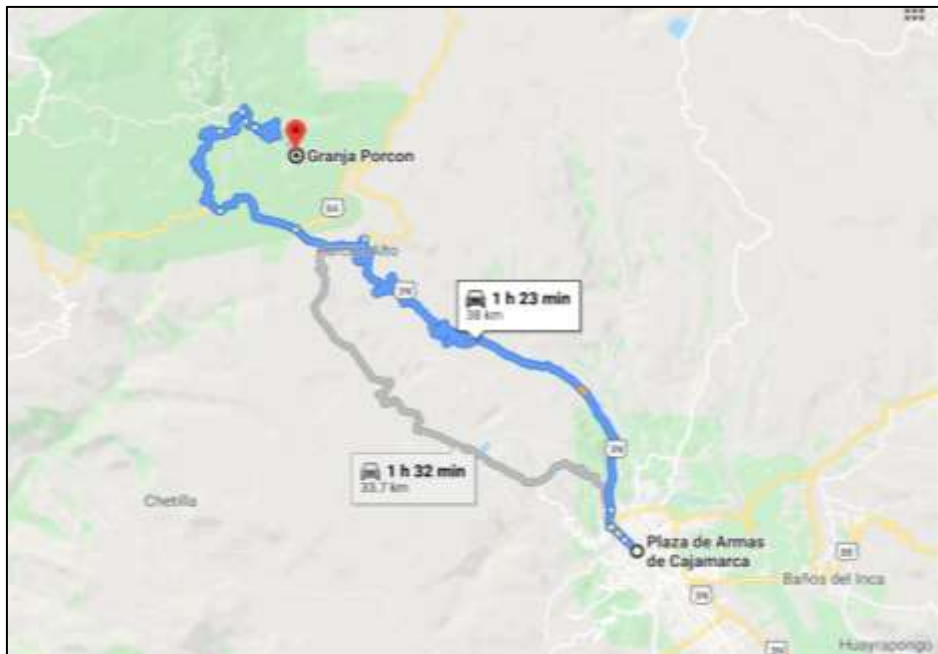 Granja Porcon
1 h 23 min
38 km
3N
1 h 32 min
33.7 km
Chetilla
Plaza de Armas
de Cajamarca
Baños del Inca
Huayrapongo